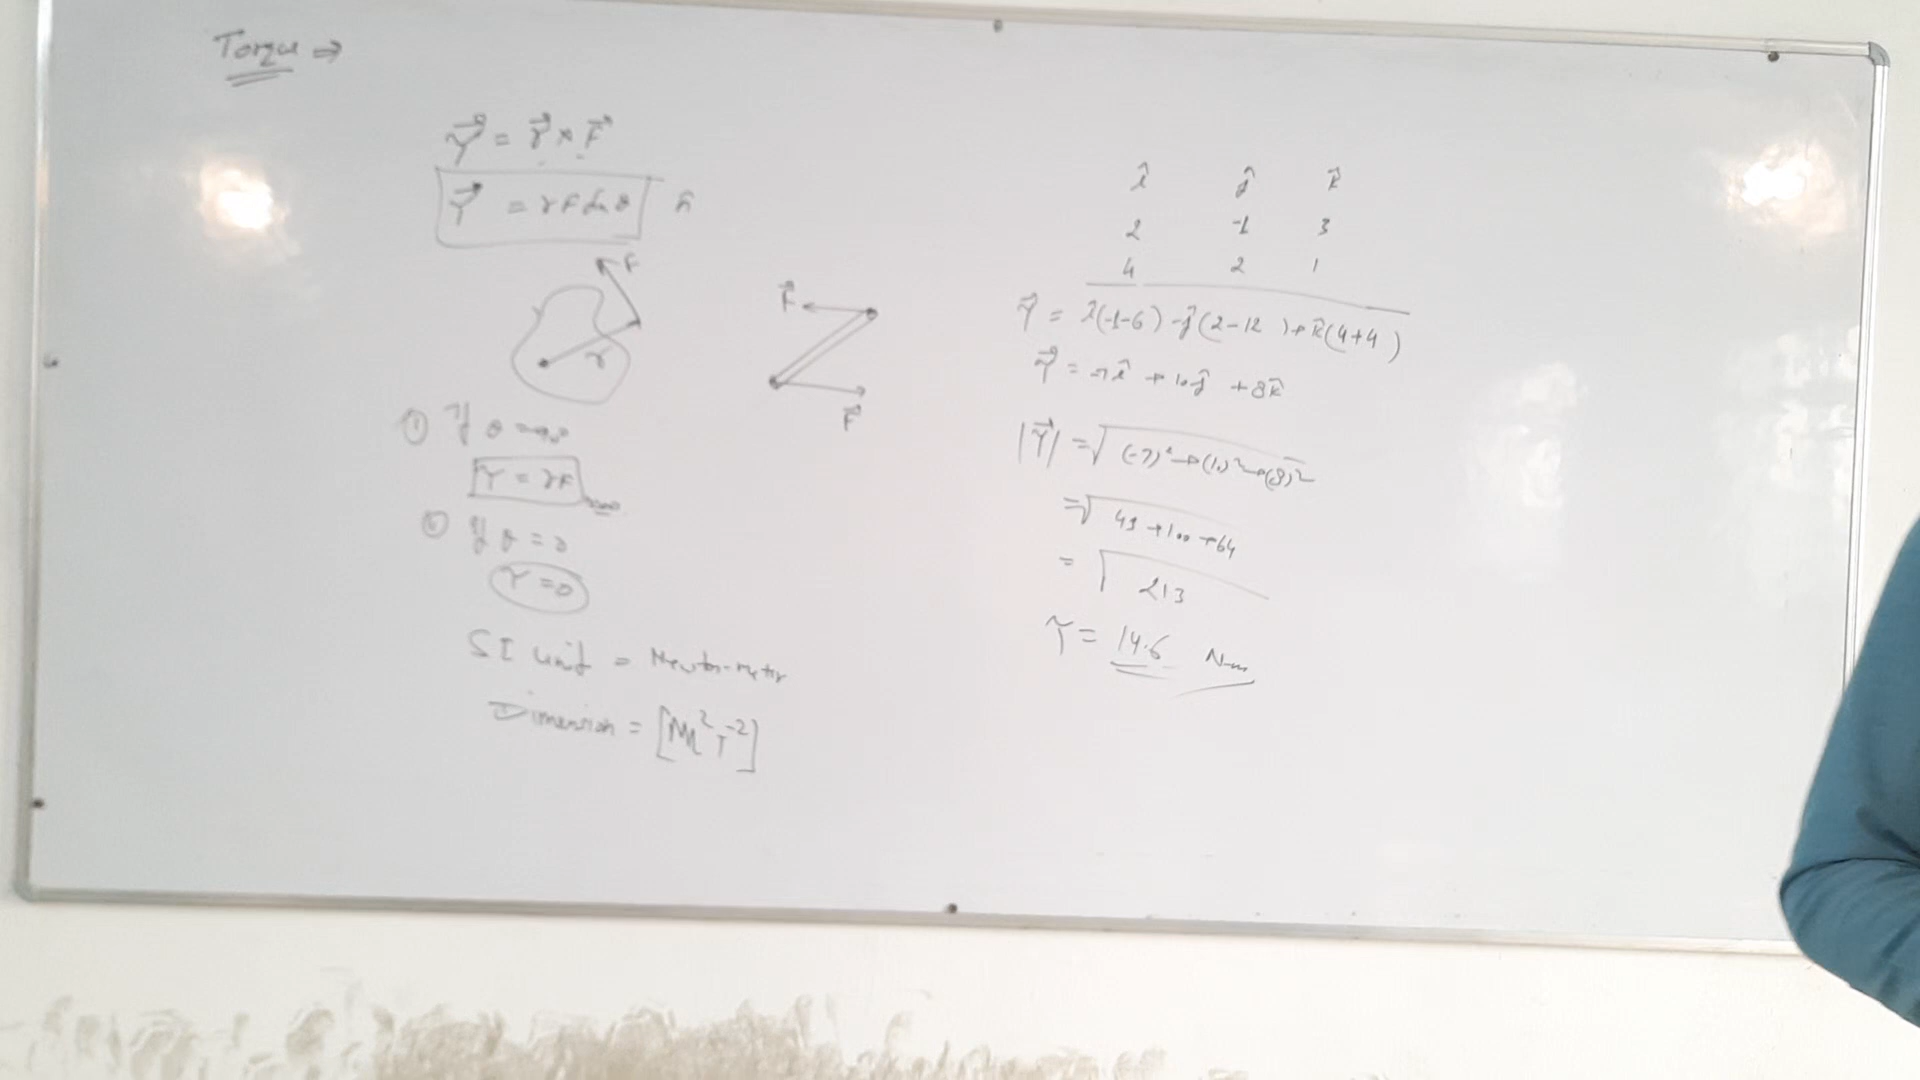 Torque ⇒
τ⃗ = r⃗ × F⃗
τ⃗ = rF sin θ n̂
F
r
F⃗
F⃗
① If θ = 90°
τ = rF
② If θ = 0
τ = 0
SI unit = Newton-meter
Dimension = [ML²T⁻²]
î ĵ k̂
2 -1 3
4 2 1
τ⃗ = î(-1-6) -ĵ(2-12) + k̂(4+4)
τ⃗ = -7î + 10ĵ + 8k̂
|τ⃗| = √(-7)² + (10)² + (8)²
= √49 + 100 + 64
= √213
τ = 14.6 N-m